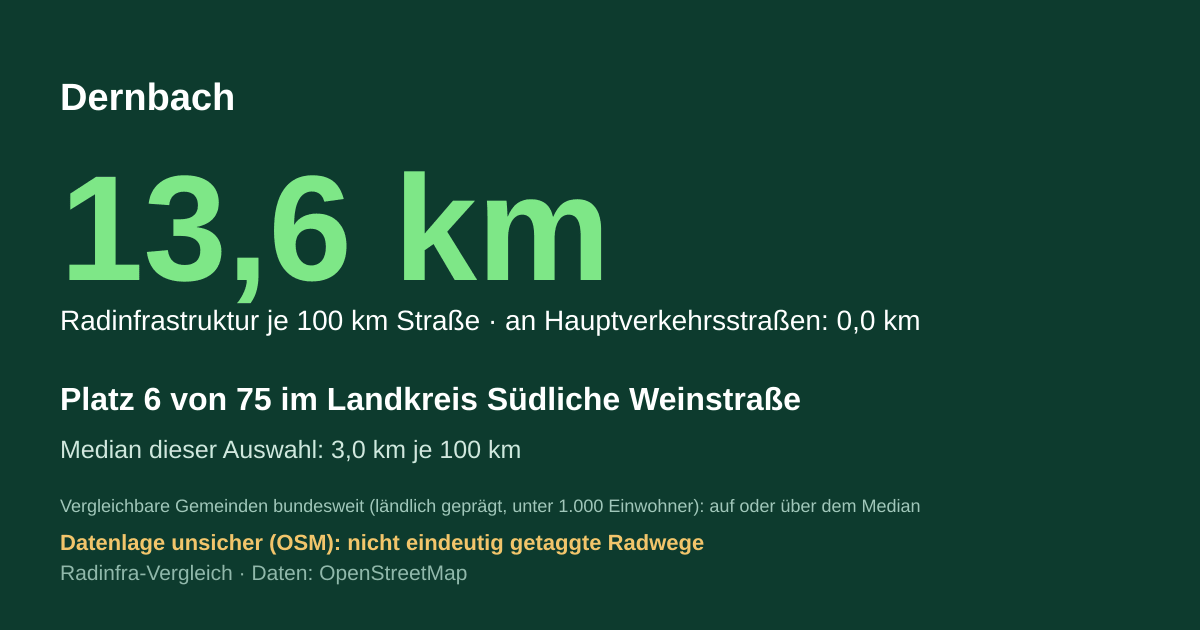 Dernbach
13,6 km
Radinfrastruktur je 100 km Straße · an Hauptverkehrsstraßen: 0,0 km
Platz 6 von 75 im Landkreis Südliche Weinstraße
Median dieser Auswahl: 3,0 km je 100 km
Vergleichbare Gemeinden bundesweit (ländlich geprägt, unter 1.000 Einwohner): auf oder über dem Median
Datenlage unsicher (OSM): nicht eindeutig getaggte Radwege
Radinfra-Vergleich · Daten: OpenStreetMap